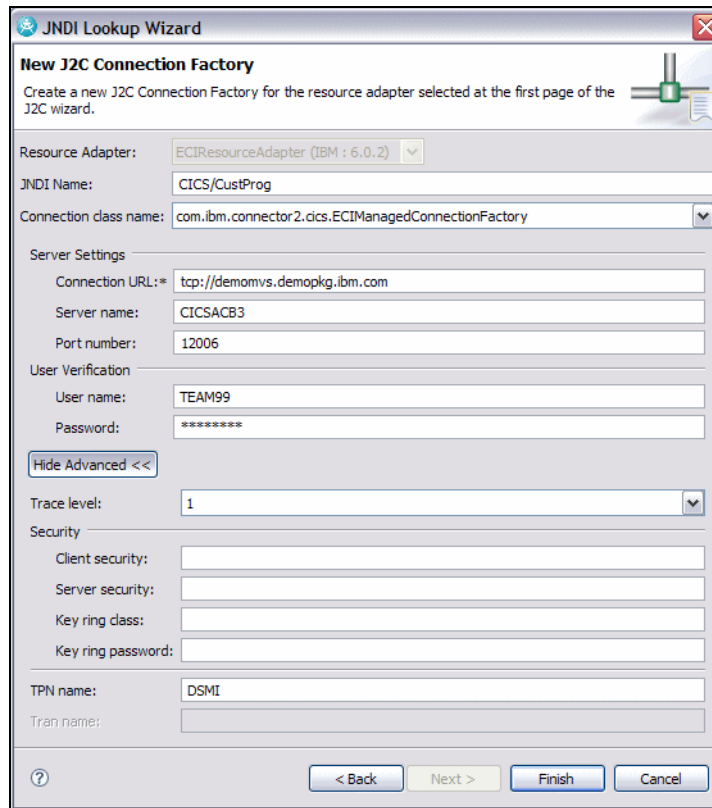 JNDI Lookup Wizard
New J2C Connection Factory
Create a new J2C Connection Factory for the resource adapter selected at the first page of the
J2C wizard.
Resource Adapter: ECIResourceAdapter (IBM : 6.0.2)
JNDI Name: CICS/CustProg
Connection class name: com.ibm.connector2.cics.ECIManagedConnectionFactory
Server Settings
Connection URL:* tcp://demomvs.demopkg.ibm.com
Server name: CICSACB3
Port number: 12006
User Verification
User name: TEAM99
Password: ********
Hide Advanced <<
Trace level: 1
Security
Client security:
Server security:
Key ring class:
Key ring password:
TPN name: DSMI
Tran name:
? < Back Next > Finish Cancel